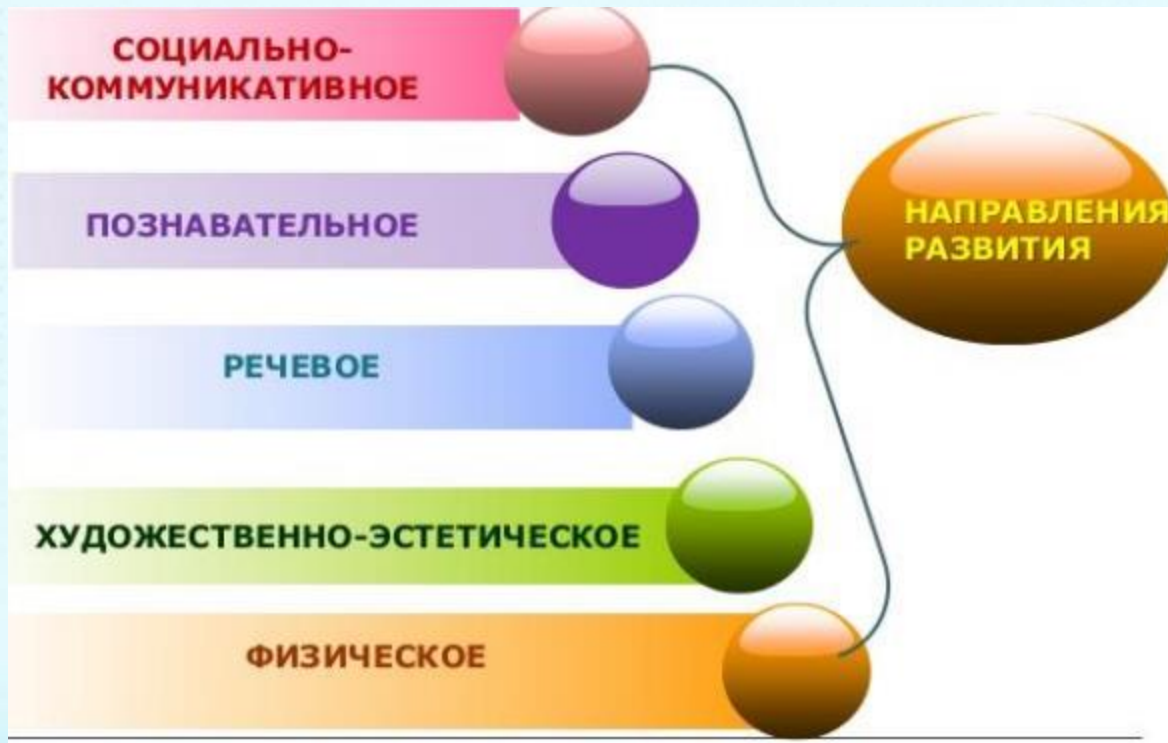 СОЦИАЛЬНО-
КОММУНИКАТИВНОЕ
ПОЗНАВАТЕЛЬНОЕ
РЕЧЕВОЕ
ХУДОЖЕСТВЕННО-ЭСТЕТИЧЕСКОЕ
ФИЗИЧЕСКОЕ
НАПРАВЛЕНИЯ
РАЗВИТИЯ